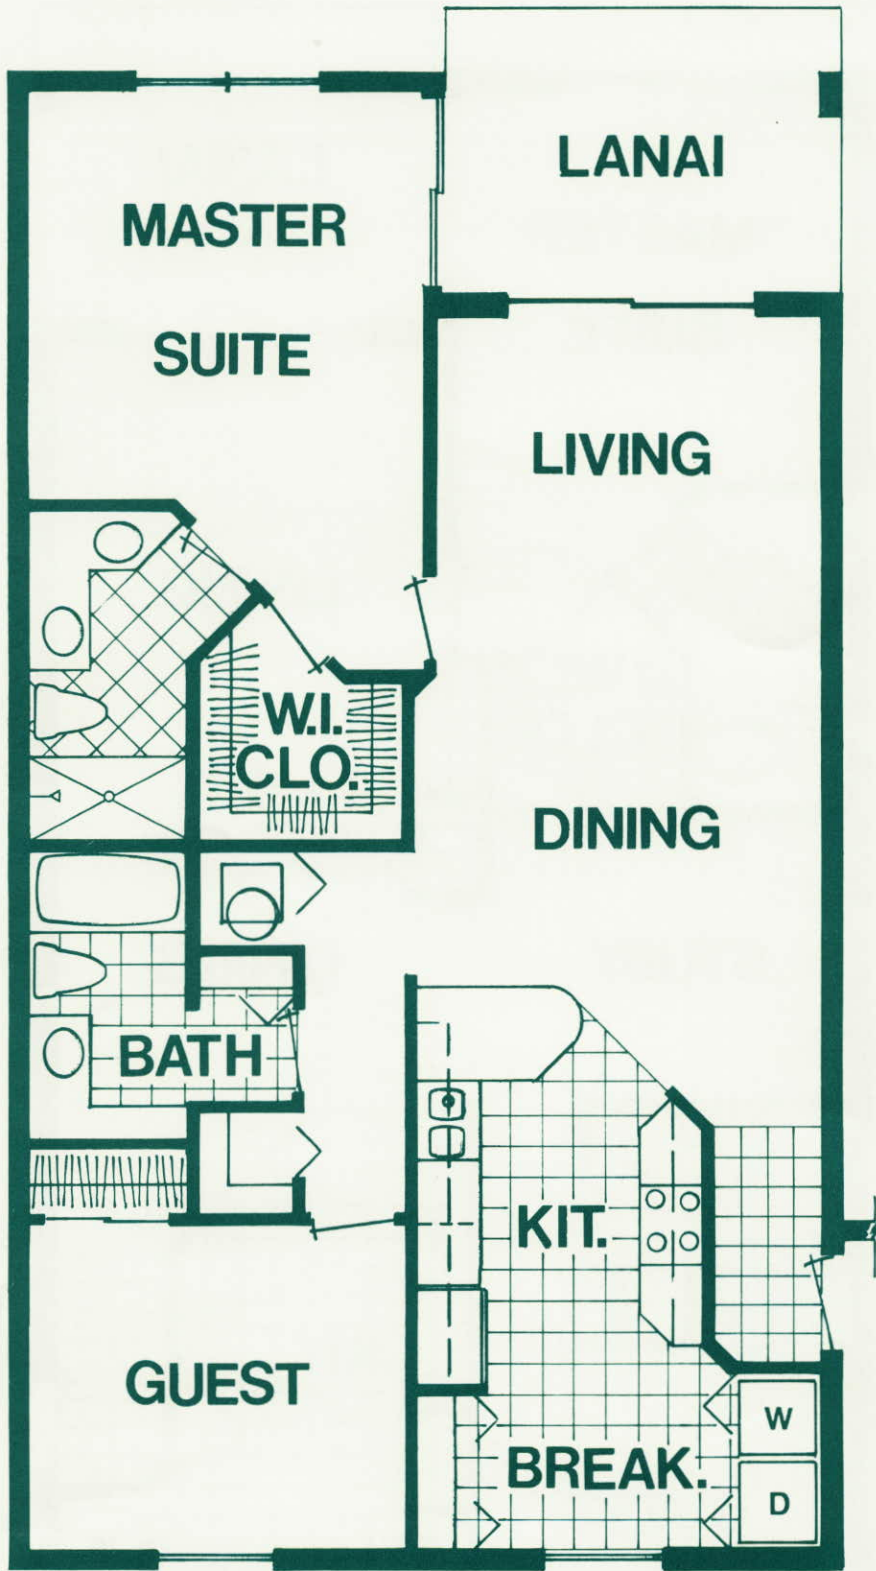 LANAI
MASTER
SUITE
LIVING
W.I.
CLO.
DINING
BATH
KIT.
GUEST
BREAK.
W
D